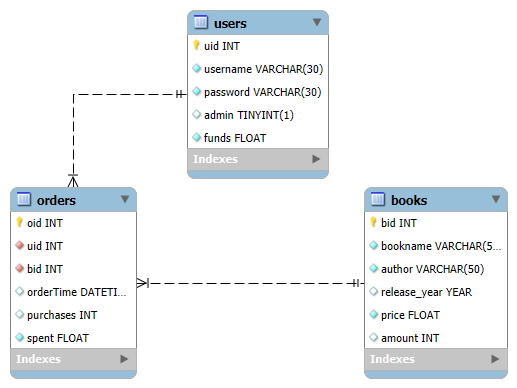 users
uid INT
username VARCHAR(30)
password VARCHAR(30)
admin TINYINT(1)
funds FLOAT
Indexes
orders
oid INT
uid INT
bid INT
orderTime DATETI...
purchases INT
spent FLOAT
Indexes
books
bid INT
bookname VARCHAR(5...
author VARCHAR(50)
release_year YEAR
price FLOAT
amount INT
Indexes